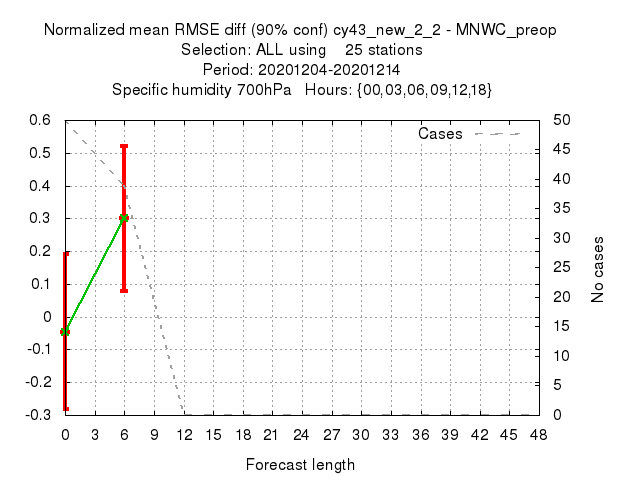 Normalized mean RMSE diff (90% conf) cy43_new_2_2 - MNWC_preop
Selection: ALL using 25 stations
Period: 20201204-20201214
Specific humidity 700hPa Hours: {00,03,06,09,12,18}
Cases
0.6
0.5
0.4
0.3
0.2
0.1
0
-0.1
-0.2
-0.3
50
45
40
35
30
25
20
15
10
5
0
No cases
0 3 6 9 12 15 18 21 24 27 30 33 36 39 42 45 48
Forecast length